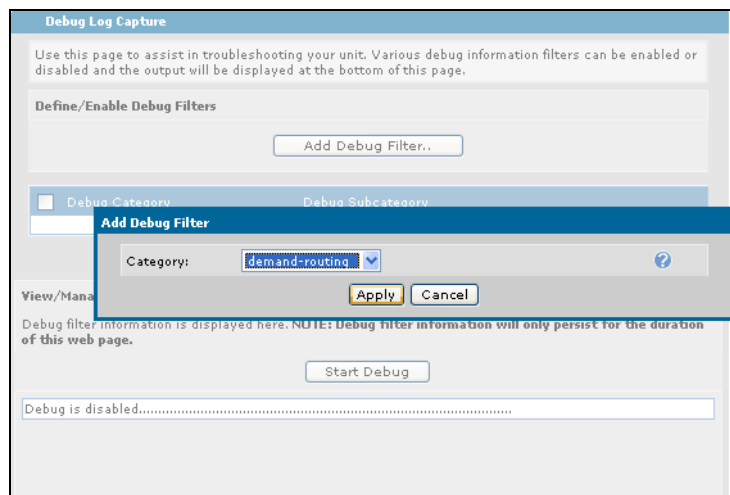 Debug Log Capture
Use this page to assist in troubleshooting your unit. Various debug information filters can be enabled or
disabled and the output will be displayed at the bottom of this page.
Define/Enable Debug Filters
Add Debug Filter..
Debug Category Debug Subcategory
Add Debug Filter
Category: demand-routing
Apply Cancel
View/Mana
Debug filter information is displayed here. NOTE: Debug filter information will only persist for the duration
of this web page.
Start Debug
Debug is disabled.................................................................................................